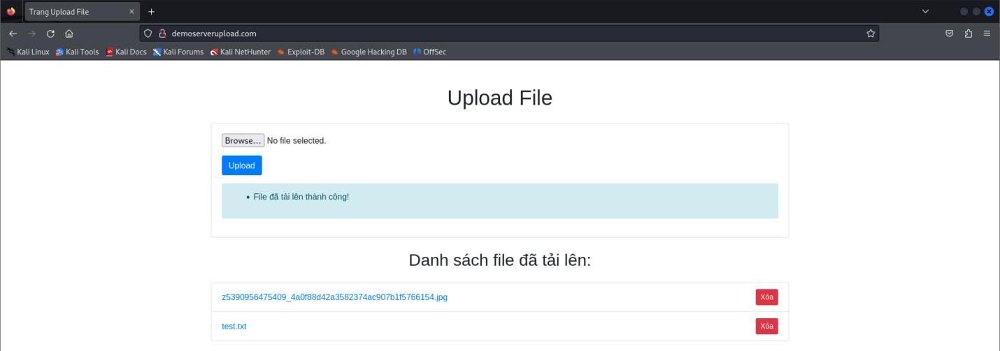 Trang Upload File
demoserverupload.com
Kali Linux Kali Tools Kali Docs Kali Forums Kali NetHunter Exploit-DB Google Hacking DB OffSec
Upload File
Browse... No file selected.
Upload
File đã tải lên thành công!
Danh sách file đã tải lên:
z5390956475409_4a0f88d42a3582374ac907b1f5766154.jpg Xóa
test.txt Xóa